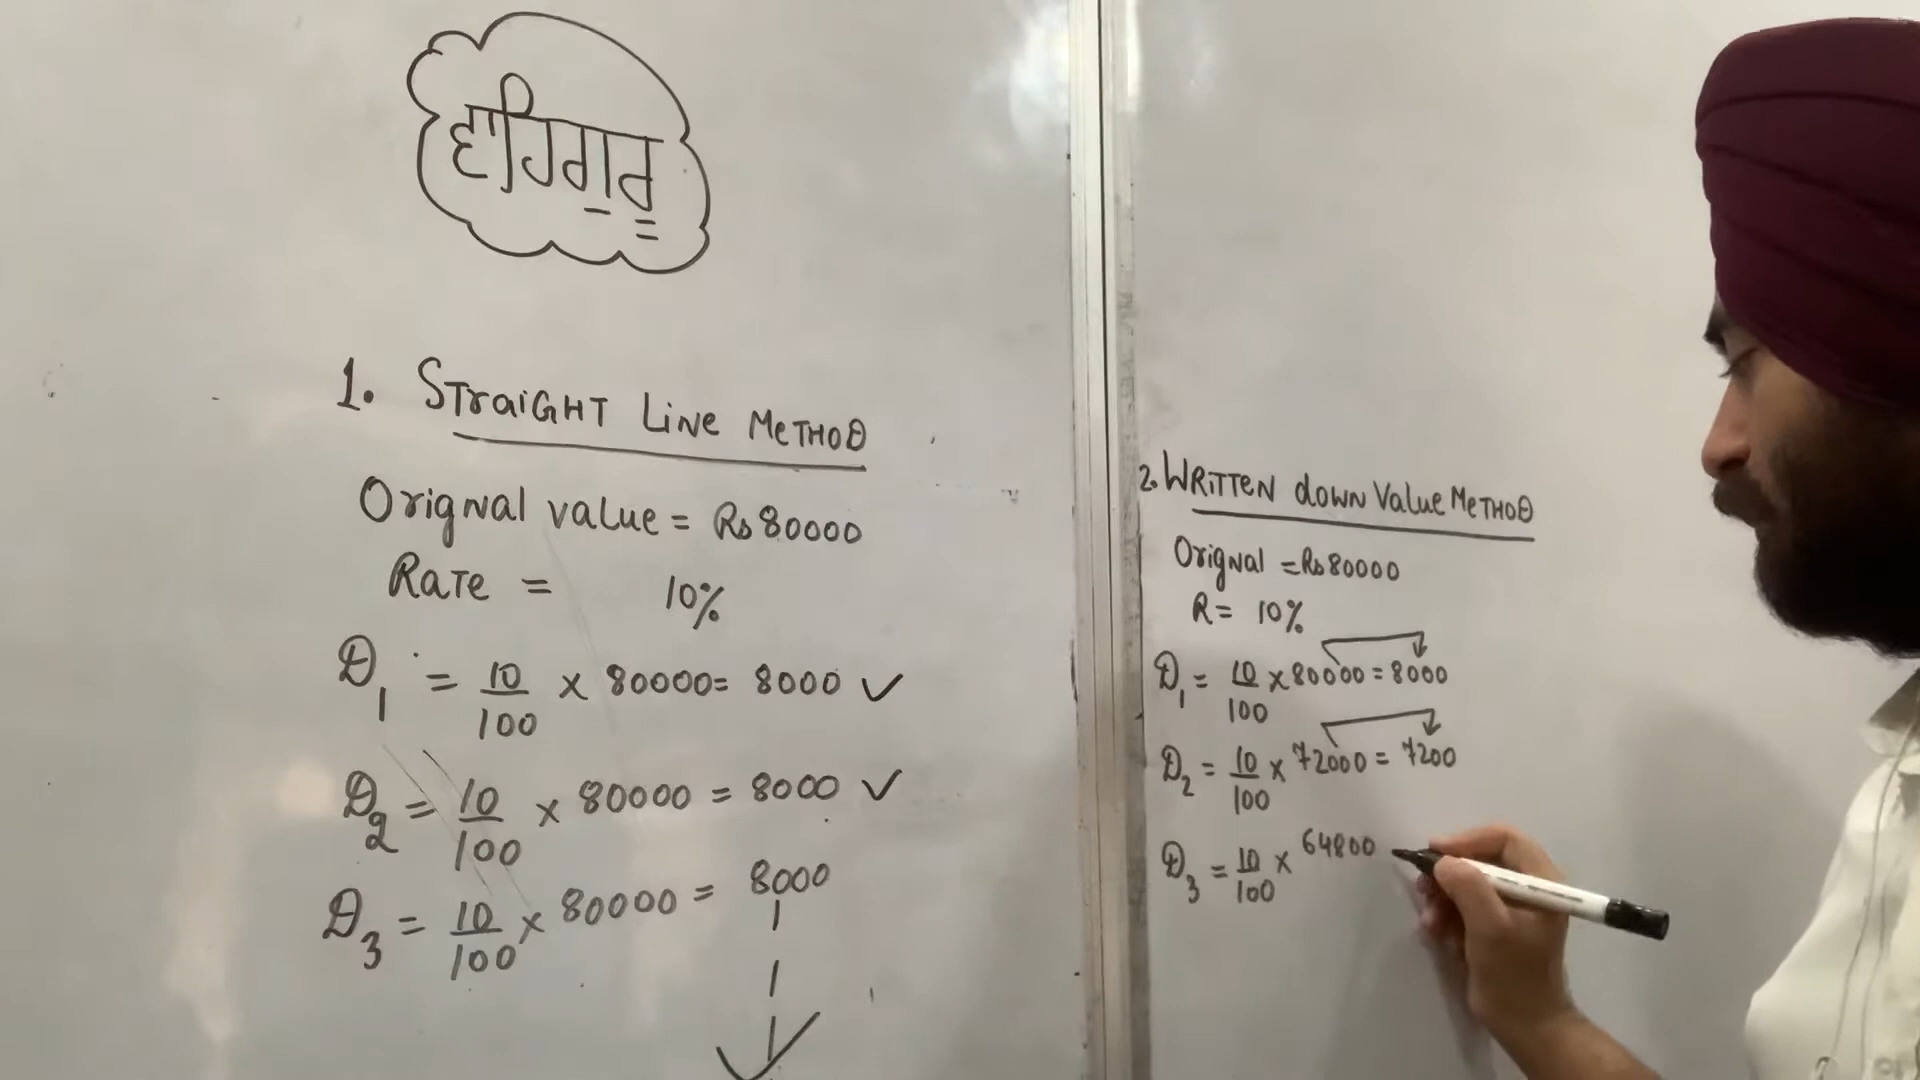 ਵਾਹਿਗੁਰੂ
1. STraiGHT LiNe MeTHOD
OrigNal value = Rs 80000
RaTe = 10%
D1 = 10/100 × 80000 = 8000 ✓
D2 = 10/100 × 80000 = 8000 ✓
D3 = 10/100 × 80000 = 8000
2. WRiTTEN down Value MeTHOD
OrigNal = Rs 80000
R = 10%
D1 = 10/100 × 80000 = 8000
D2 = 10/100 × 72000 = 7200
D3 = 10/100 × 64800